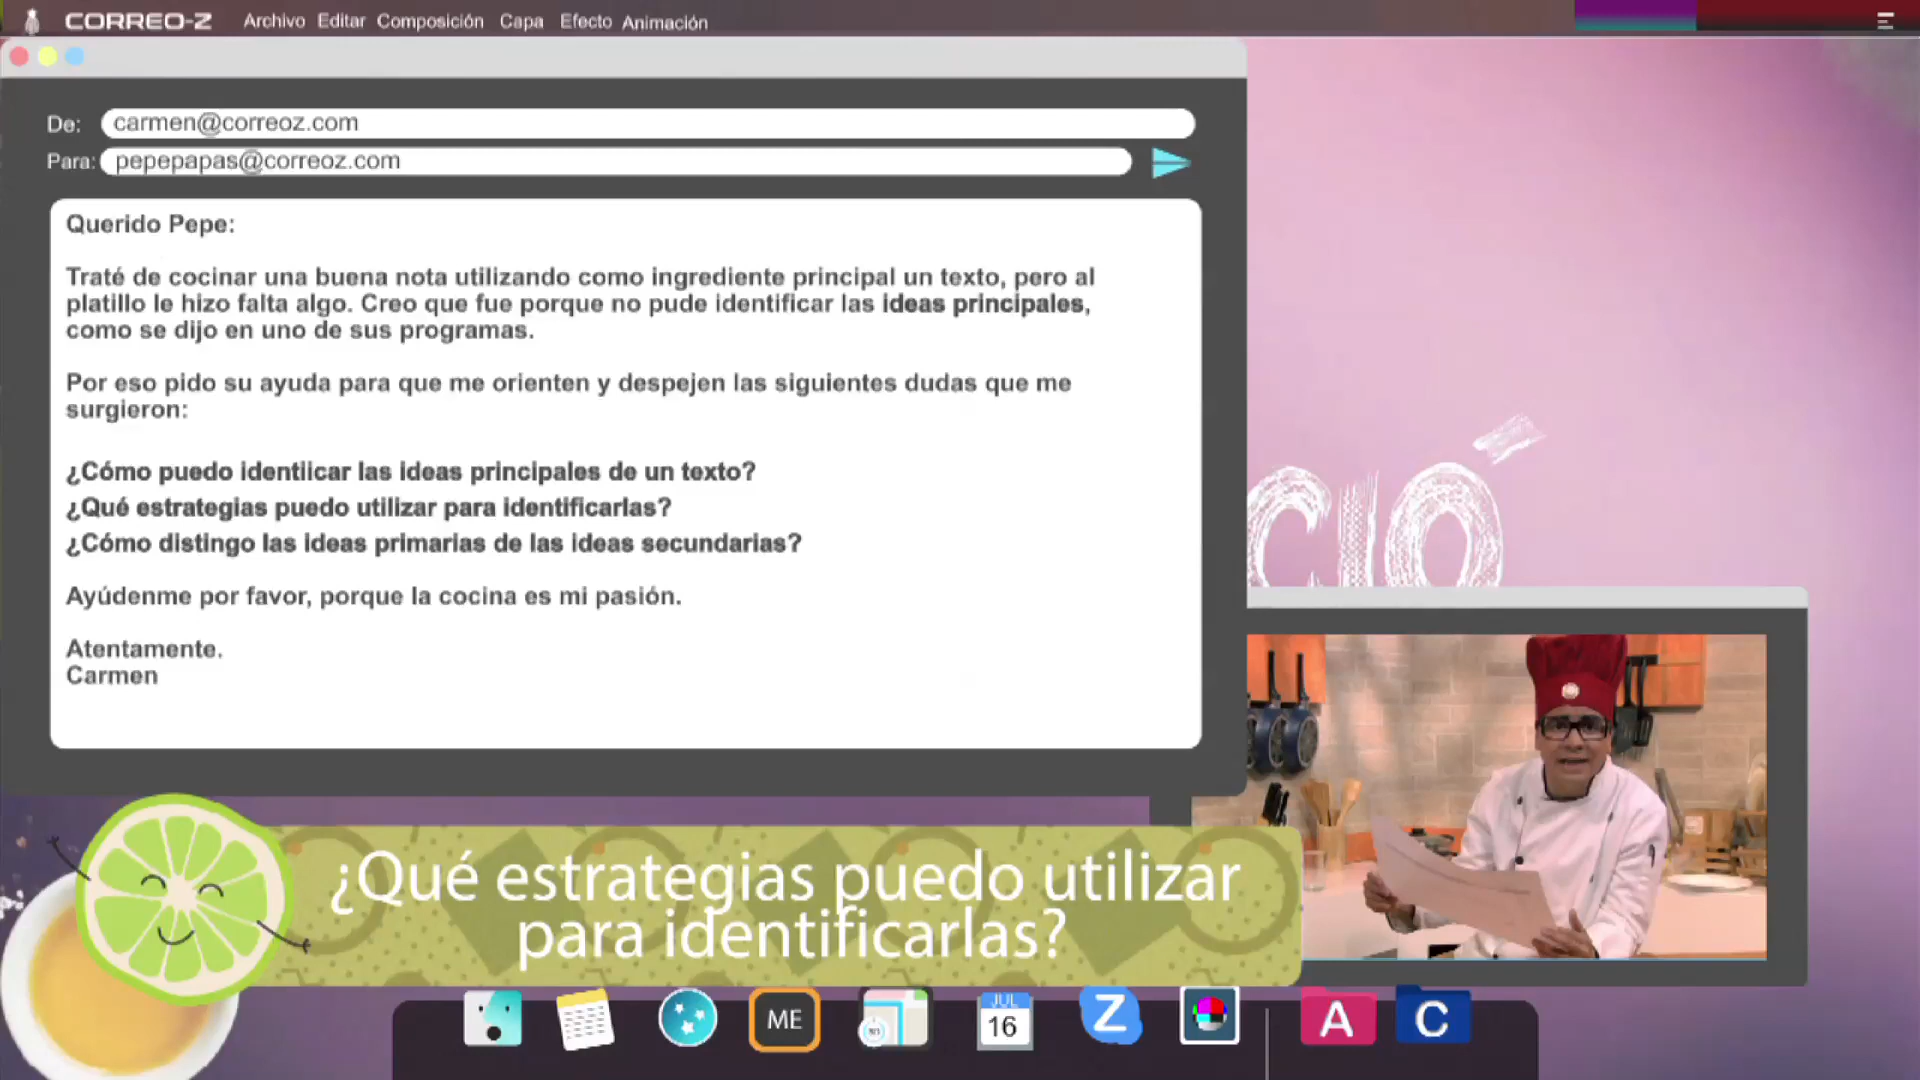 CORREO-Z Archivo Editar Composición Capa Efecto Animación
De: carmen@correoz.com
Para: pepepapas@correoz.com
Querido Pepe:
Traté de cocinar una buena nota utilizando como ingrediente principal un texto, pero al
platillo le hizo falta algo. Creo que fue porque no pude identificar las ideas principales,
como se dijo en uno de sus programas.
Por eso pido su ayuda para que me orienten y despejen las siguientes dudas que me
surgieron:
¿Cómo puedo identiicar las ideas principales de un texto?
¿Qué estrategias puedo utilizar para identificarlas?
¿Cómo distingo las ideas primarias de las ideas secundarias?
Ayúdenme por favor, porque la cocina es mi pasión.
Atentamente.
Carmen
CIÓ
¿Qué estrategias puedo utilizar
para identificarlas?
ME
JUL
16
Z
A
C